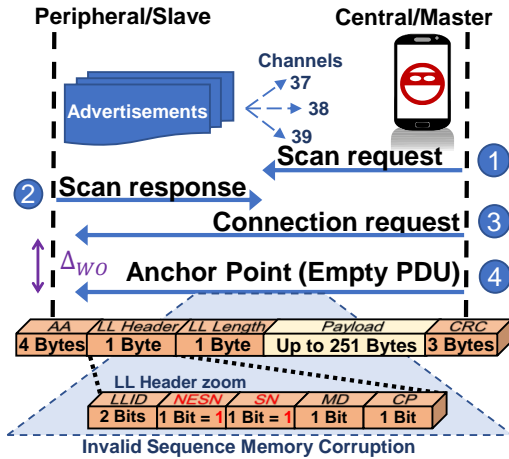 Peripheral/Slave
Central/Master
Channels
37
38
39
Advertisements
Scan request
1
2
Scan response
Connection request
3
ΔWO
Anchor Point (Empty PDU)
4
AA
LL Header
LL Length
Payload
CRC
4 Bytes
1 Byte
1 Byte
Up to 251 Bytes
3 Bytes
LL Header zoom
LLID
NESN
SN
MD
CP
2 Bits
1 Bit = 1
1 Bit = 1
1 Bit
1 Bit
Invalid Sequence Memory Corruption